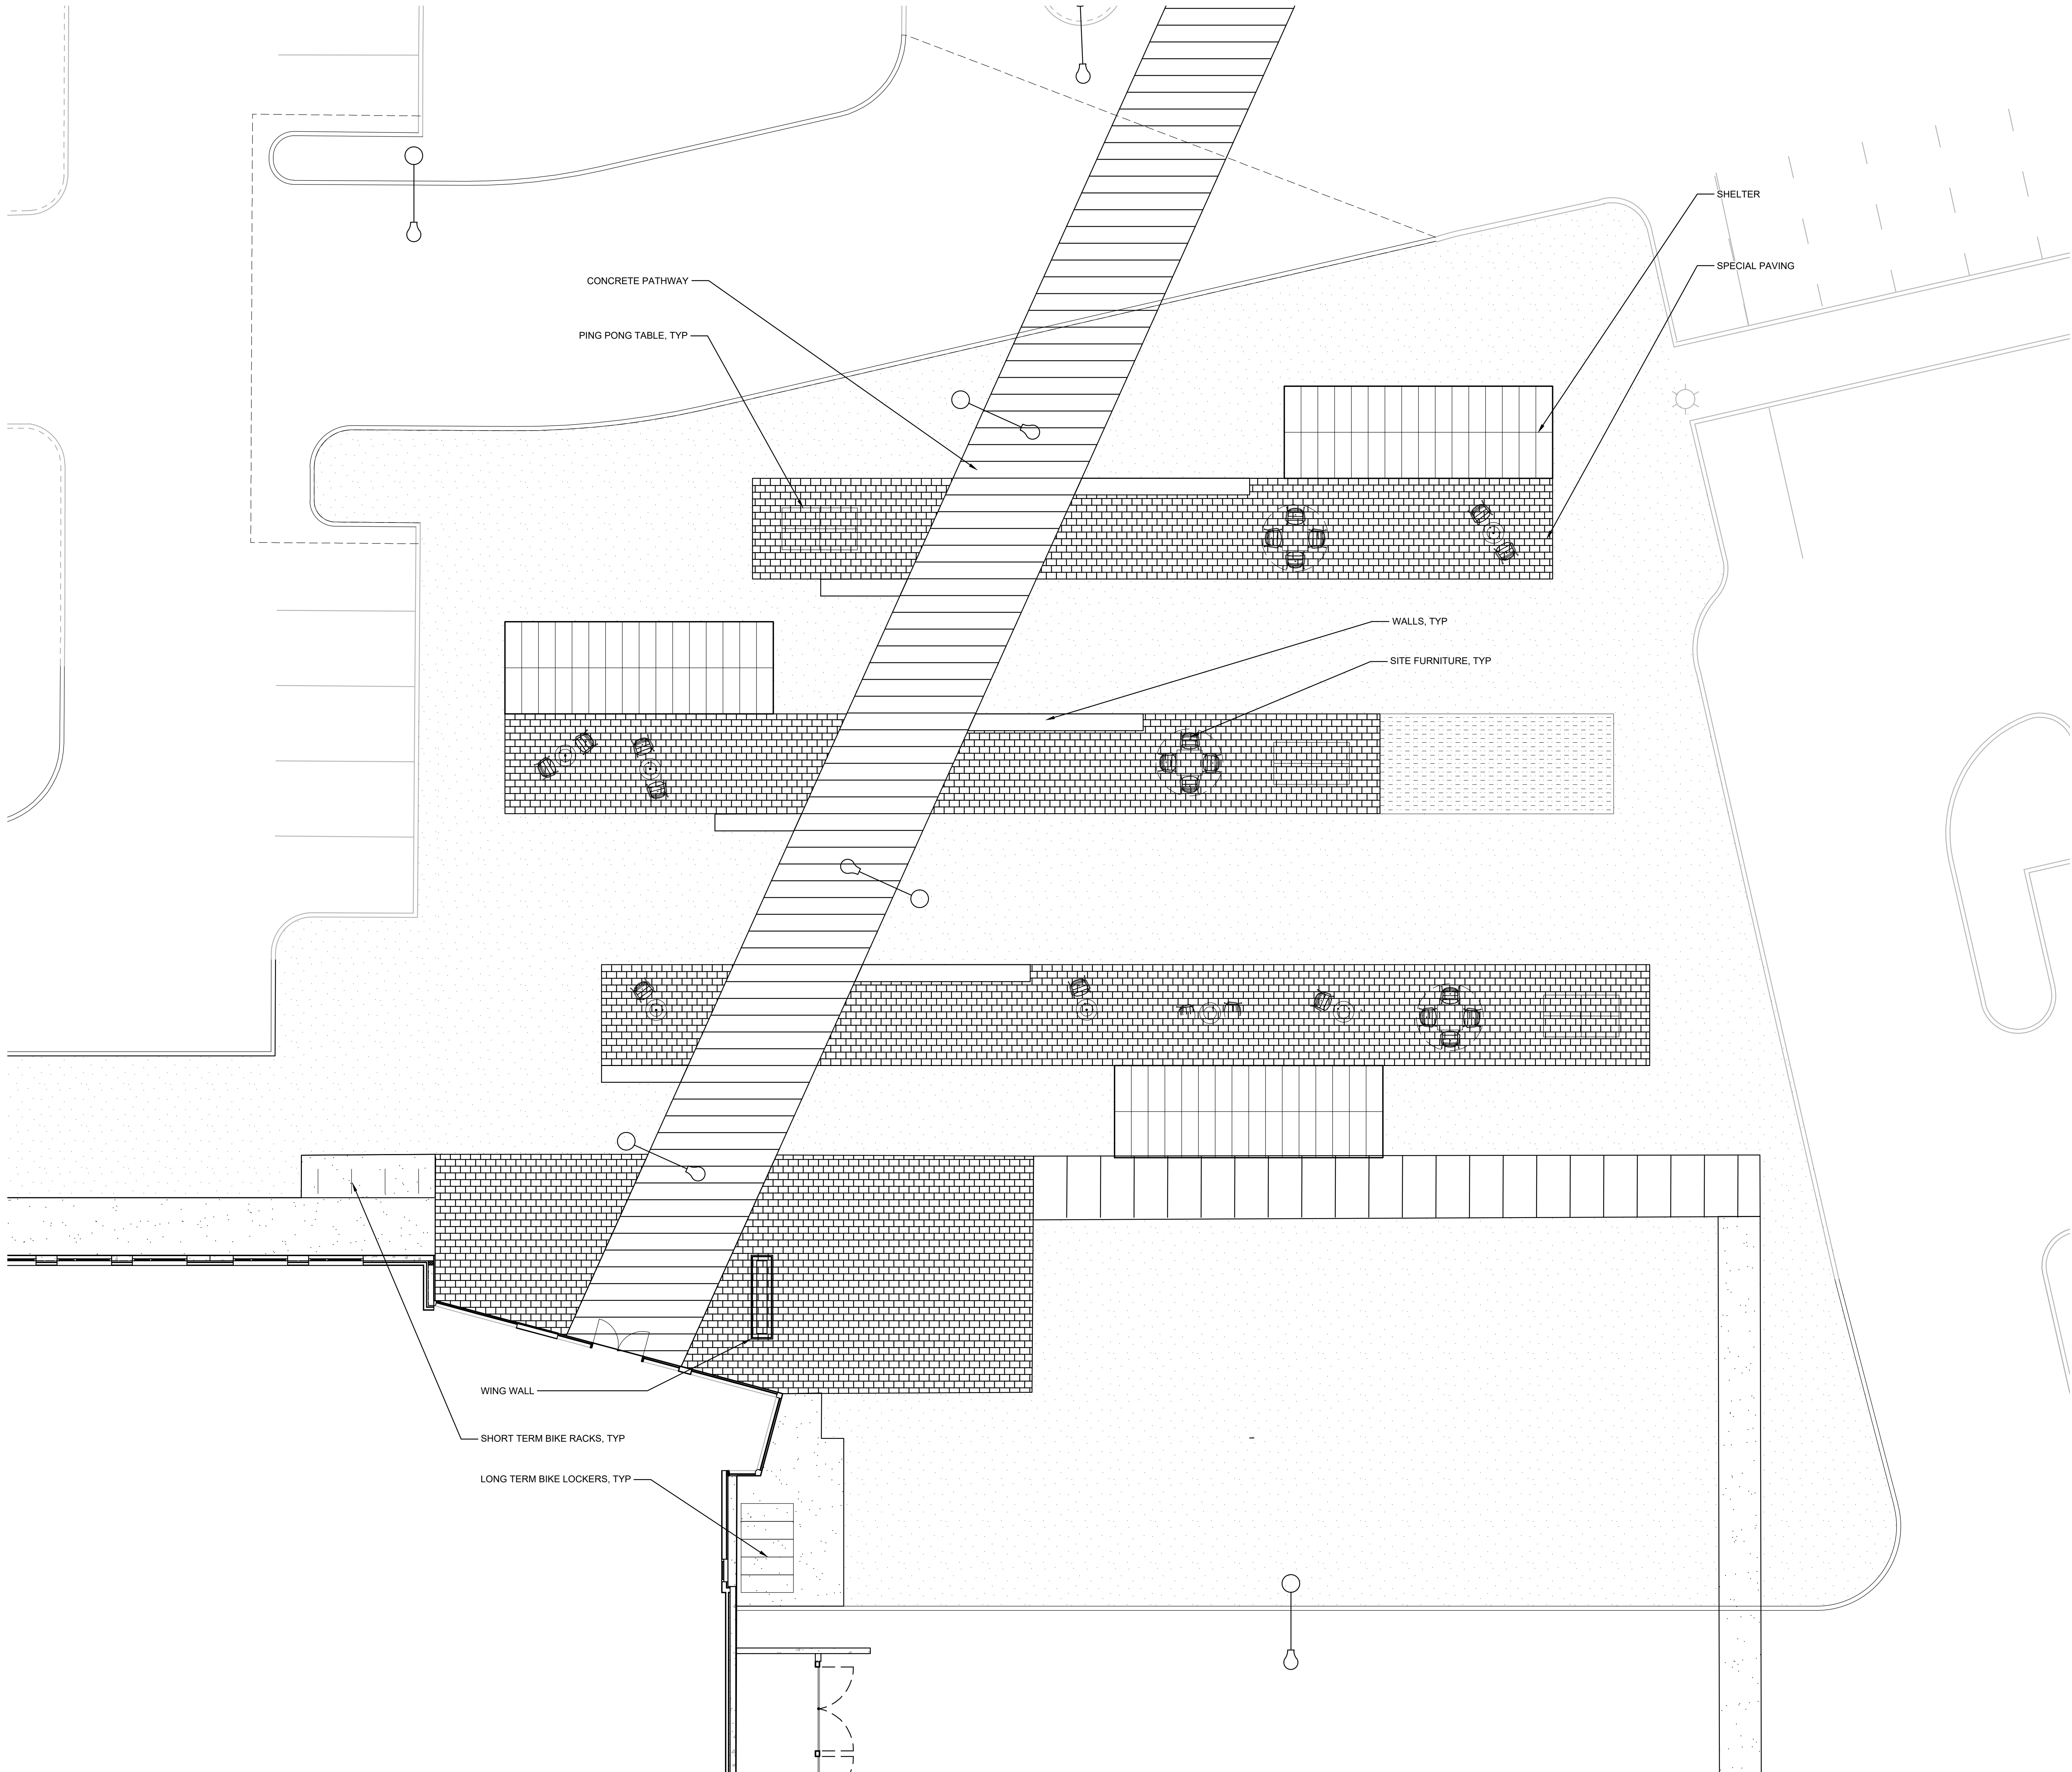 SHELTER
SPECIAL PAVING
CONCRETE PATHWAY
PING PONG TABLE, TYP
WALLS, TYP
SITE FURNITURE, TYP
WING WALL
SHORT TERM BIKE RACKS, TYP
LONG TERM BIKE LOCKERS, TYP